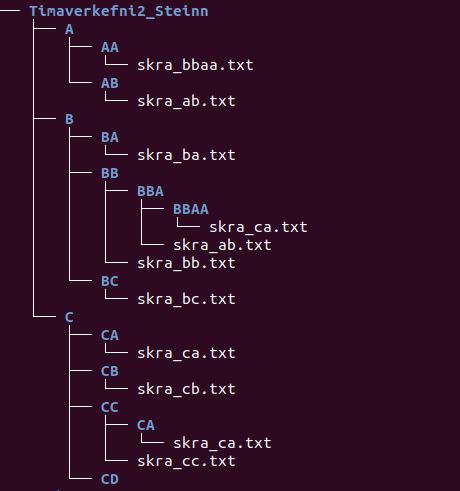 Timaverkefni2_Steinn
A
AA
skra_bbaa.txt
AB
skra_ab.txt
B
BA
skra_ba.txt
BB
BBA
BBAA
skra_ca.txt
skra_ab.txt
skra_bb.txt
BC
skra_bc.txt
C
CA
skra_ca.txt
CB
skra_cb.txt
CC
CA
skra_ca.txt
skra_cc.txt
CD